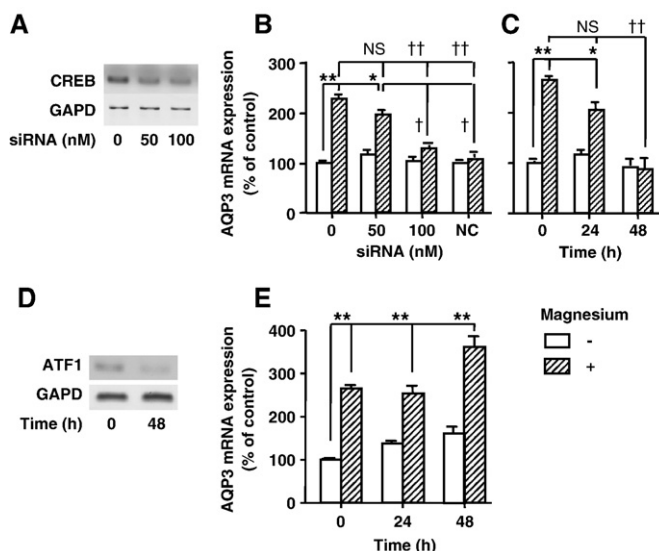 A
CREB
GAPD
siRNA (nM) 0 50 100
B
NS †† ††
** *
† †
AQP3 mRNA expression
(% of control)
300
200
100
0
0 50 100 NC
siRNA (nM)
C
NS ††
** *
0 24 48
Time (h)
D
ATF1
GAPD
Time (h) 0 48
E
** ** **
AQP3 mRNA expression
(% of control)
400
300
200
100
0
0 24 48
Time (h)
Magnesium
-
+